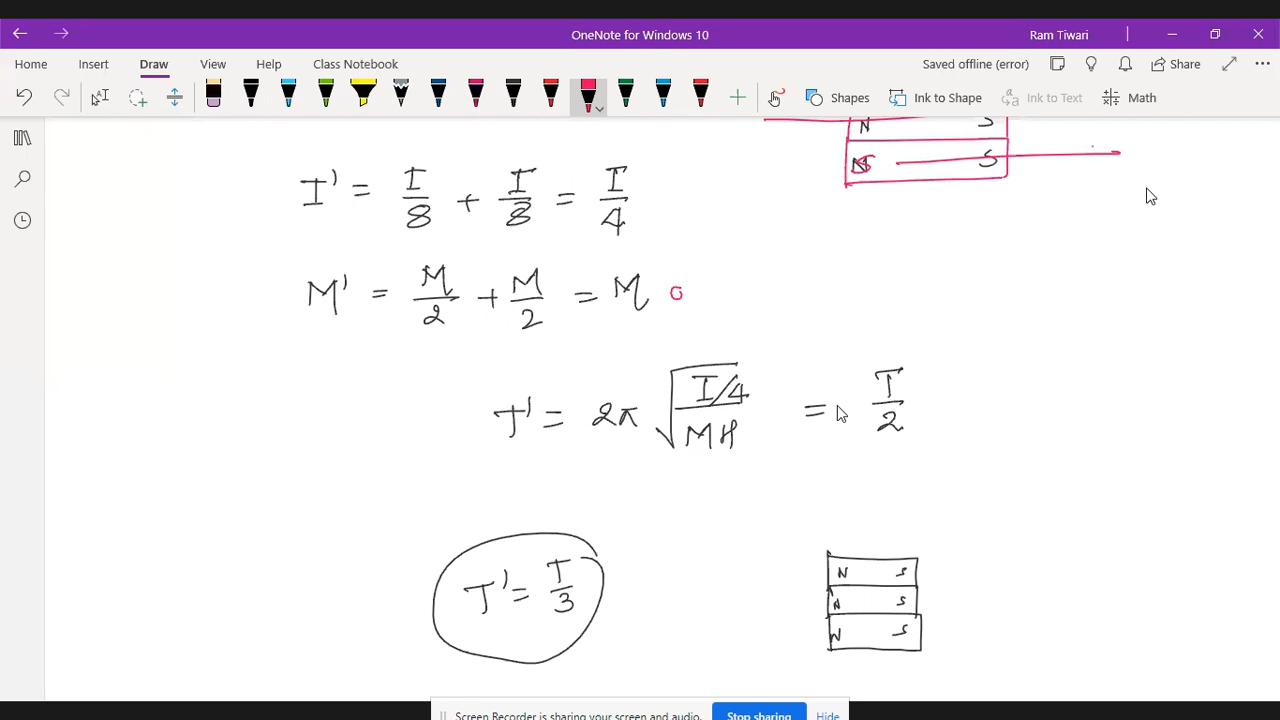 OneNote for Windows 10
Ram Tiwari
Home Insert Draw View Help Class Notebook
Saved offline (error)
Share
Shapes
Ink to Shape
Ink to Text
Math
N S
N S S
I' = I/8 + I/8 = I/4
M' = M/2 + M/2 = M 0
T' = 2π √(I/4 / MH) = T/2
T' = T/3
N S
N S
N S
Screen Recorder is sharing your screen and audio.
Stop sharing
Hide